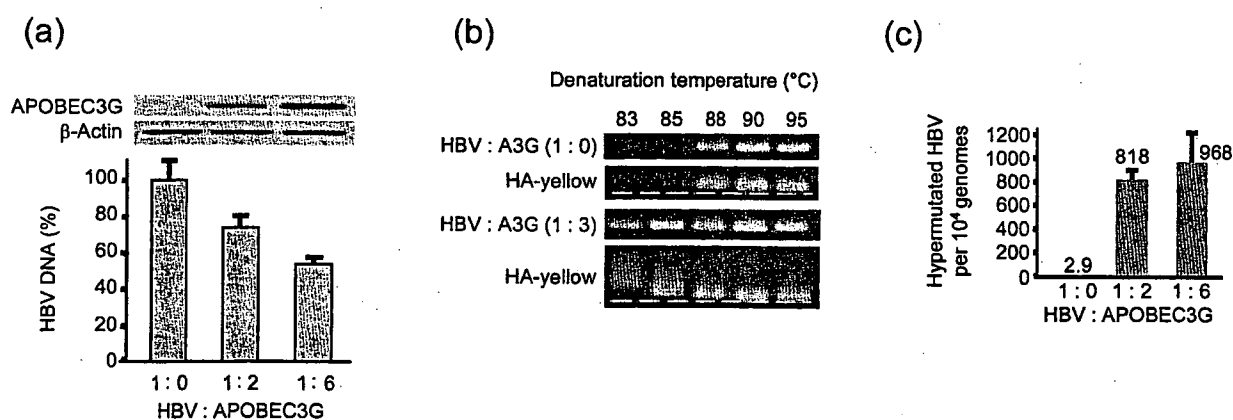 (a)
APOBEC3G
β-Actin
HBV DNA (%)
100
80
60
40
20
0
1 : 0 1 : 2 1 : 6
HBV : APOBEC3G
(b)
Denaturation temperature (°C)
83 85 88 90 95
HBV : A3G (1 : 0)
HA-yellow
HBV : A3G (1 : 3)
HA-yellow
(c)
Hypermutated HBV
per 10⁴ genomes
1200
1000
800
600
400
200
0
2.9 818 968
1 : 0 1 : 2 1 : 6
HBV : APOBEC3G